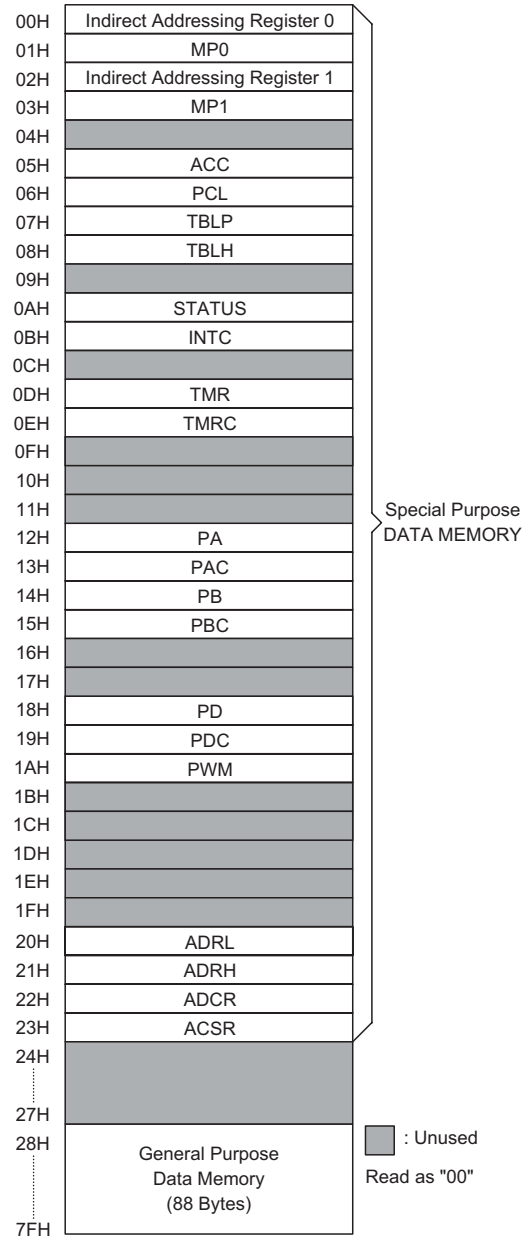 00H Indirect Addressing Register 0
01H MP0
02H Indirect Addressing Register 1
03H MP1
04H
05H ACC
06H PCL
07H TBLP
08H TBLH
09H
0AH STATUS
0BH INTC
0CH
0DH TMR
0EH TMRC
0FH
10H
11H
Special Purpose
DATA MEMORY
12H PA
13H PAC
14H PB
15H PBC
16H
17H
18H PD
19H PDC
1AH PWM
1BH
1CH
1DH
1EH
1FH
20H ADRL
21H ADRH
22H ADCR
23H ACSR
24H
27H
28H
General Purpose
Data Memory
(88 Bytes)
7FH
: Unused
Read as "00"